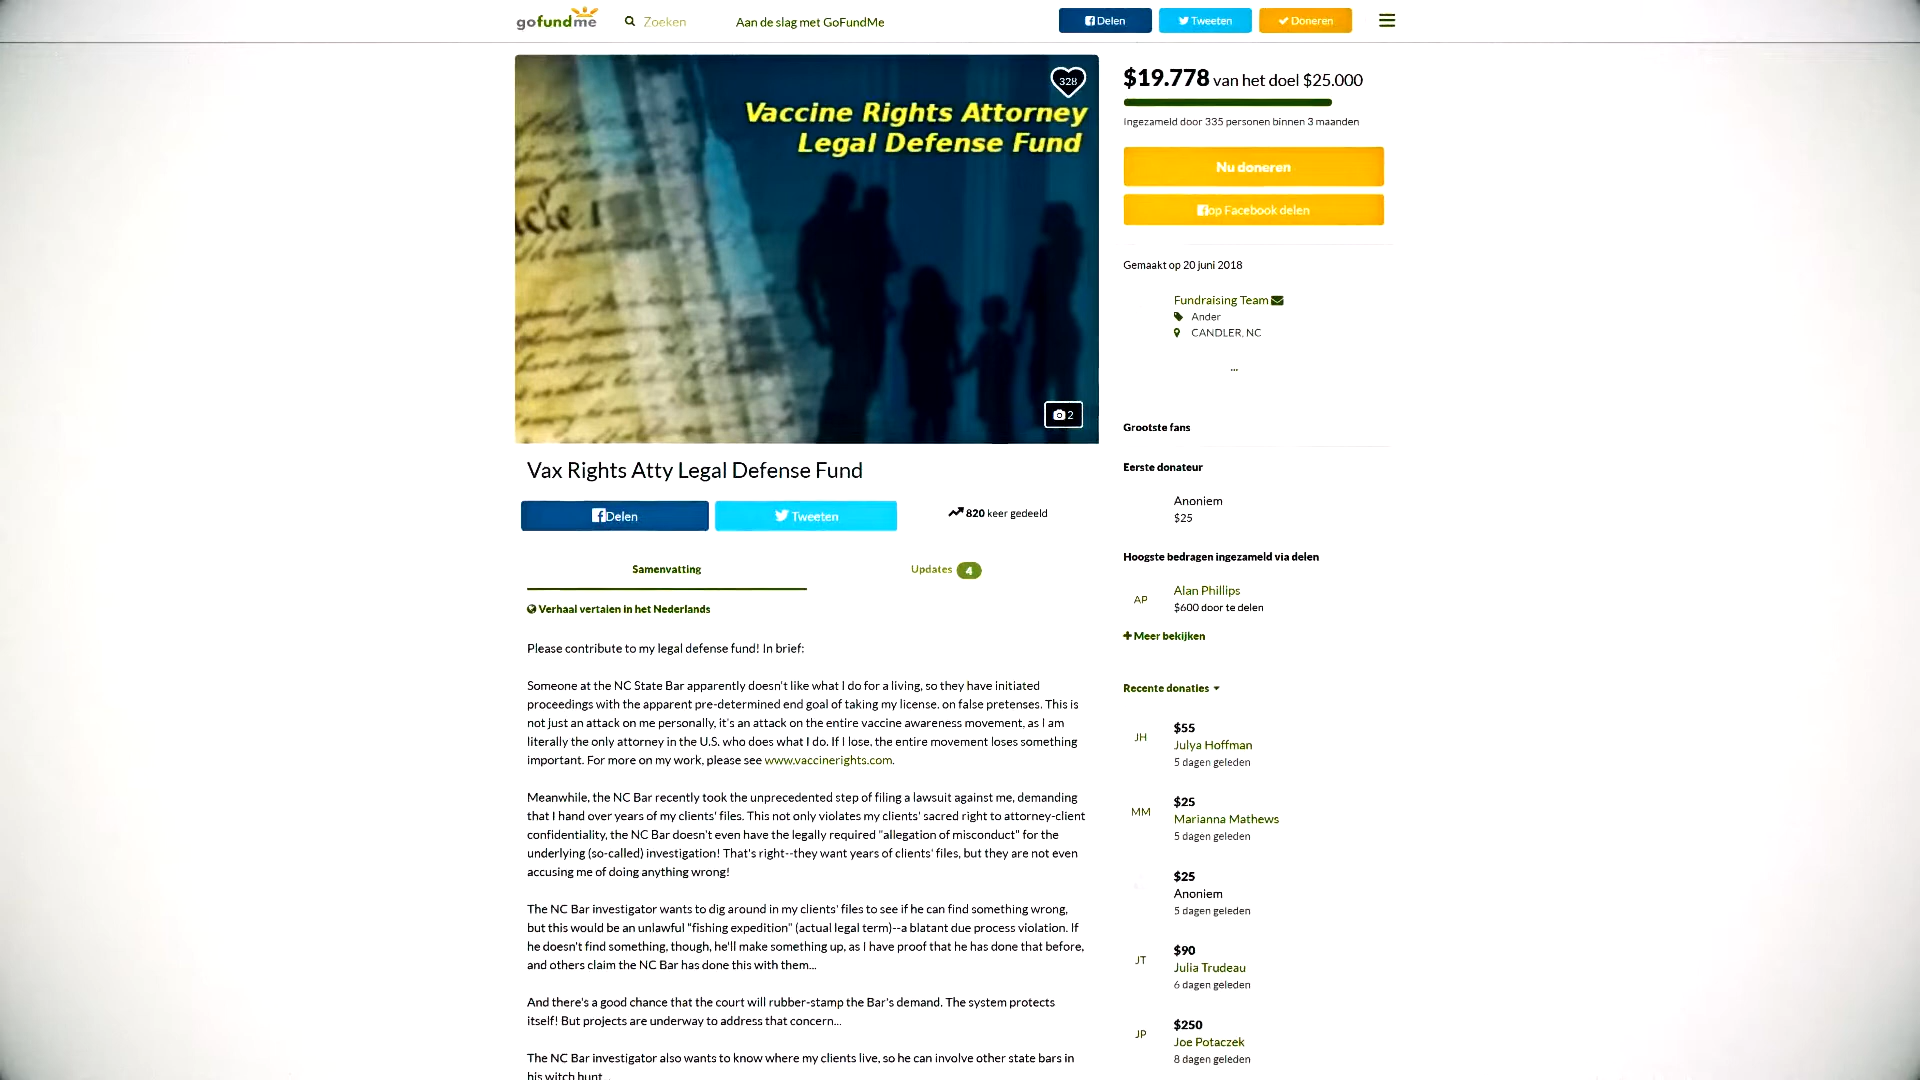 gofundme
Zoeken
Aan de slag met GoFundMe
Delen
Tweeten
Doneren
328
Vaccine Rights Attorney
Legal Defense Fund
2
Vax Rights Atty Legal Defense Fund
Delen
Tweeten
820 keer gedeeld
Samenvatting
Updates 4
Verhaal vertalen in het Nederlands
Please contribute to my legal defense fund! In brief:
Someone at the NC State Bar apparently doesn't like what I do for a living, so they have initiated
proceedings with the apparent pre-determined end goal of taking my license. on false pretenses. This is
not just an attack on me personally, it's an attack on the entire vaccine awareness movement, as I am
literally the only attorney in the U.S. who does what I do. If I lose, the entire movement loses something
important. For more on my work, please see www.vaccinerights.com.
Meanwhile, the NC Bar recently took the unprecedented step of filing a lawsuit against me, demanding
that I hand over years of my clients' files. This not only violates my clients' sacred right to attorney-client
confidentiality, the NC Bar doesn't even have the legally required "allegation of misconduct" for the
underlying (so-called) investigation! That's right--they want years of clients' files, but they are not even
accusing me of doing anything wrong!
The NC Bar investigator wants to dig around in my clients' files to see if he can find something wrong,
but this would be an unlawful "fishing expedition" (actual legal term)--a blatant due process violation. If
he doesn't find something, though, he'll make something up, as I have proof that he has done that before,
and others claim the NC Bar has done this with them...
And there's a good chance that the court will rubber-stamp the Bar's demand. The system protects
itself! But projects are underway to address that concern...
The NC Bar investigator also wants to know where my clients live, so he can involve other state bars in
his witch hunt...
$19.778 van het doel $25.000
Ingezameld door 335 personen binnen 3 maanden
Nu doneren
op Facebook delen
Gemaakt op 20 juni 2018
Fundraising Team
Ander
CANDLER, NC
...
Grootste fans
Eerste donateur
Anoniem
$25
Hoogste bedragen ingezameld via delen
AP
Alan Phillips
$600 door te delen
Meer bekijken
Recente donaties
JH
$55
Julya Hoffman
5 dagen geleden
MM
$25
Marianna Mathews
5 dagen geleden
$25
Anoniem
5 dagen geleden
JT
$90
Julia Trudeau
6 dagen geleden
JP
$250
Joe Potaczek
8 dagen geleden